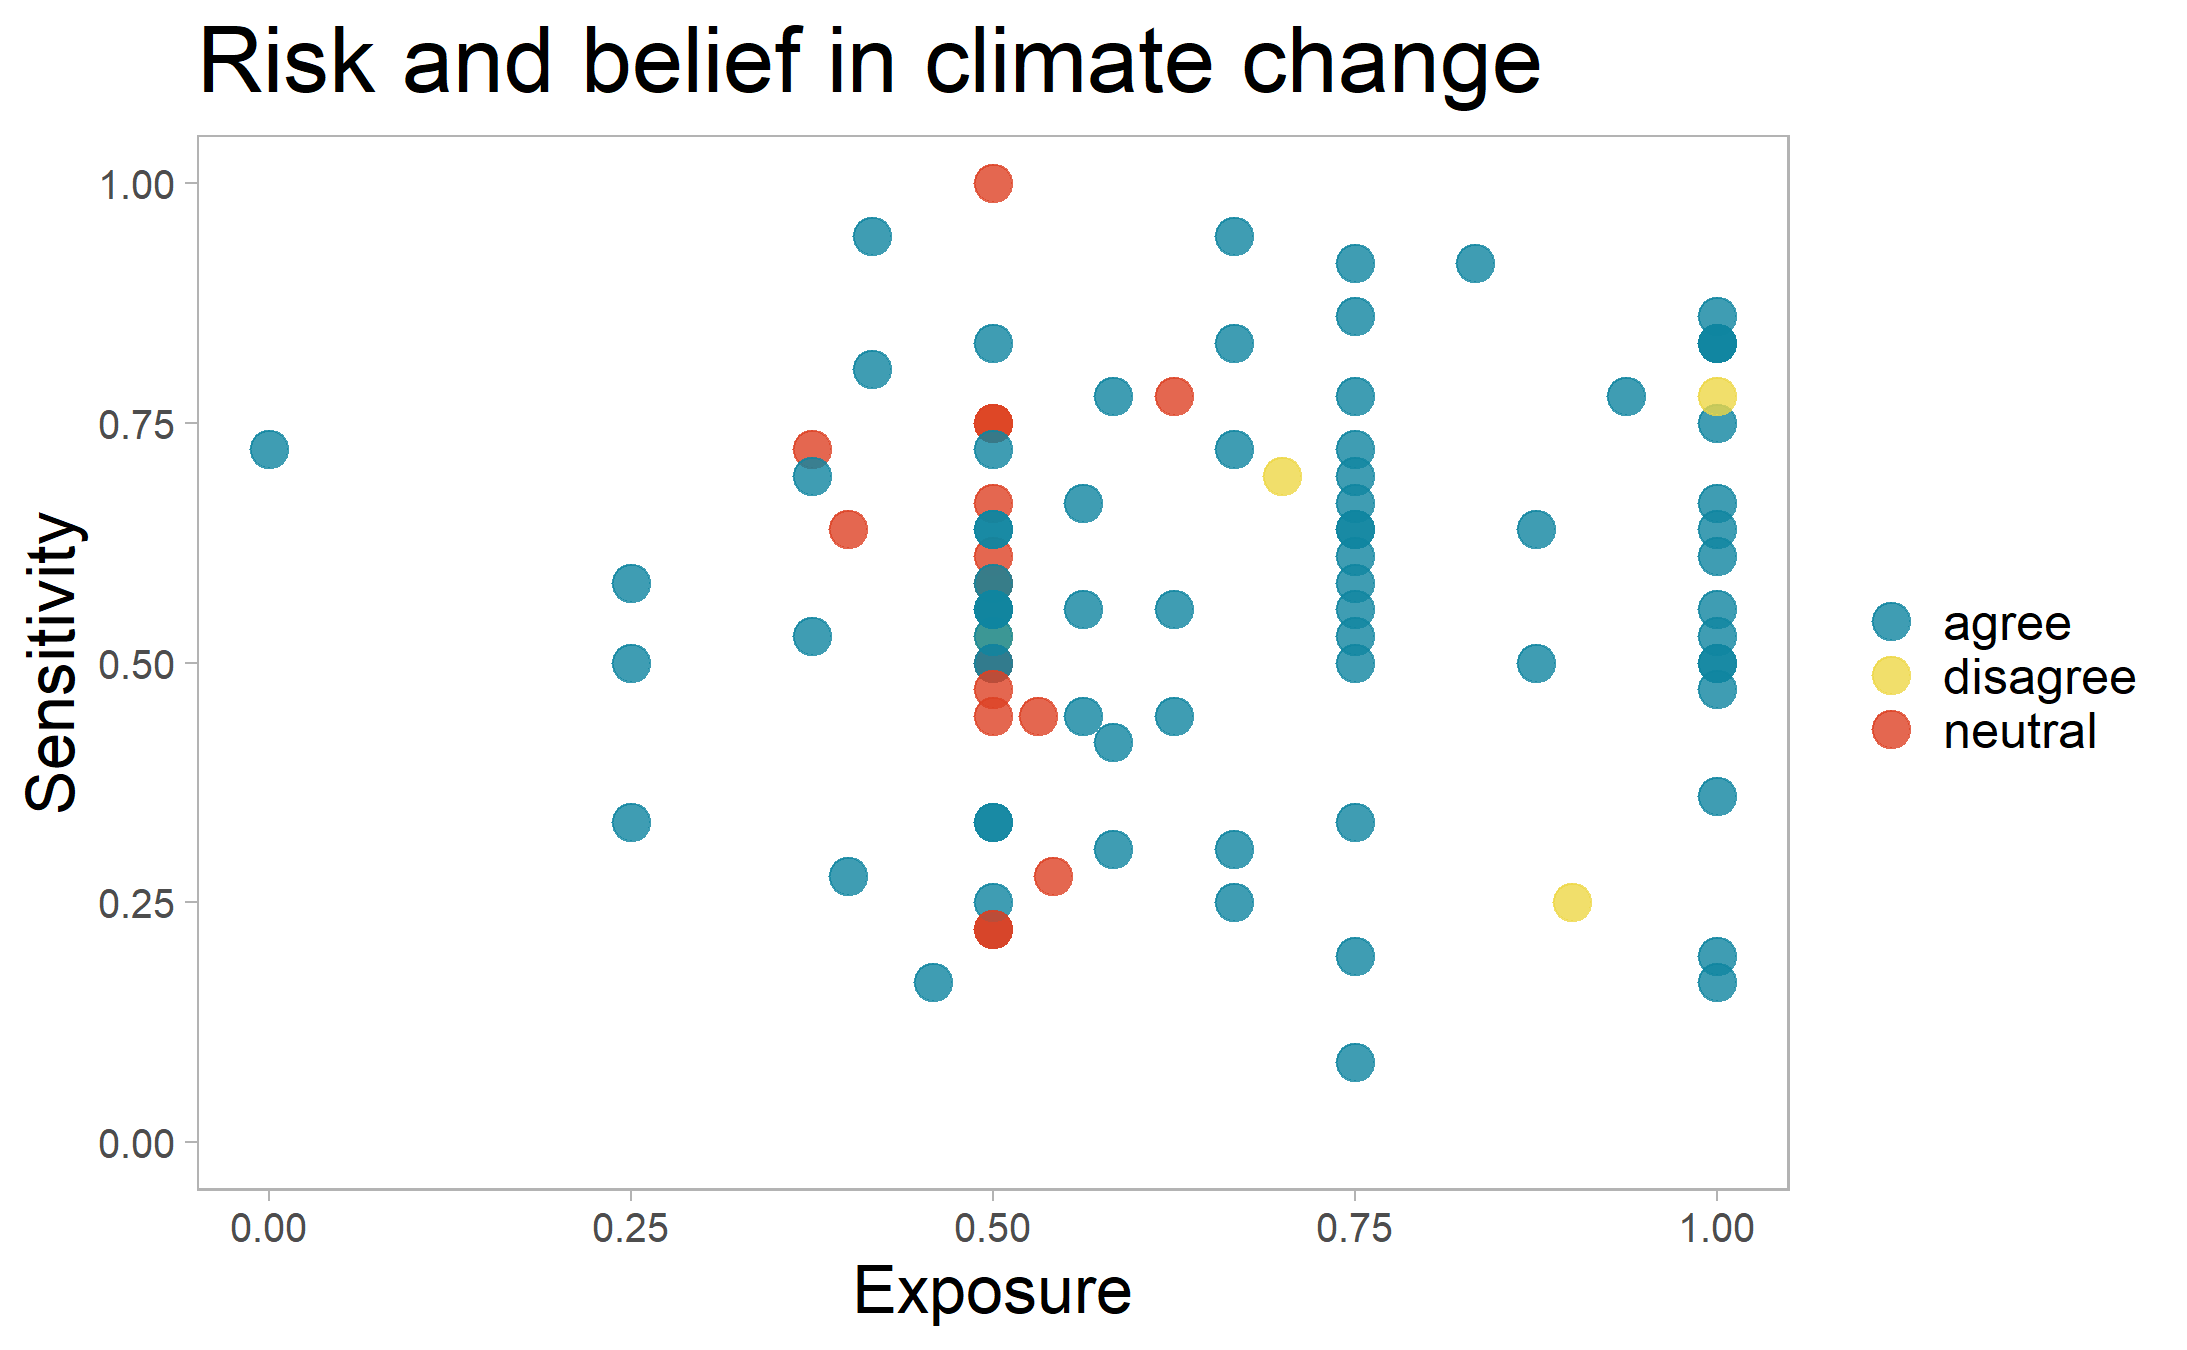 Risk and belief in climate change
1.00
0.75
0.50
0.25
0.00
Sensitivity
0.00 0.25 0.50 0.75 1.00
Exposure
agree
disagree
neutral